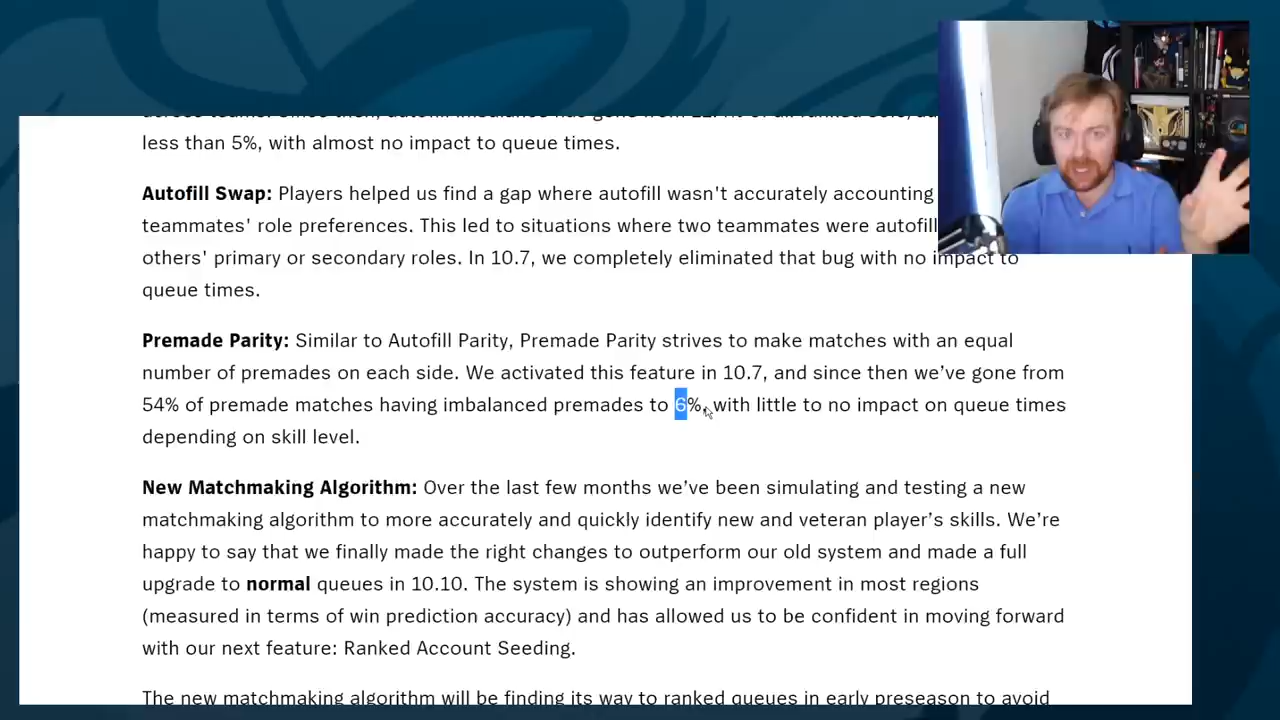 less than 5%, with almost no impact to queue times.
Autofill Swap: Players helped us find a gap where autofill wasn't accurately accounting
teammates' role preferences. This led to situations where two teammates were autofill
others' primary or secondary roles. In 10.7, we completely eliminated that bug with no impact to
queue times.
Premade Parity: Similar to Autofill Parity, Premade Parity strives to make matches with an equal
number of premades on each side. We activated this feature in 10.7, and since then we've gone from
54% of premade matches having imbalanced premades to 6%, with little to no impact on queue times
depending on skill level.
New Matchmaking Algorithm: Over the last few months we've been simulating and testing a new
matchmaking algorithm to more accurately and quickly identify new and veteran player's skills. We're
happy to say that we finally made the right changes to outperform our old system and made a full
upgrade to normal queues in 10.10. The system is showing an improvement in most regions
(measured in terms of win prediction accuracy) and has allowed us to be confident in moving forward
with our next feature: Ranked Account Seeding.
The new matchmaking algorithm will be finding its way to ranked queues in early preseason to avoid